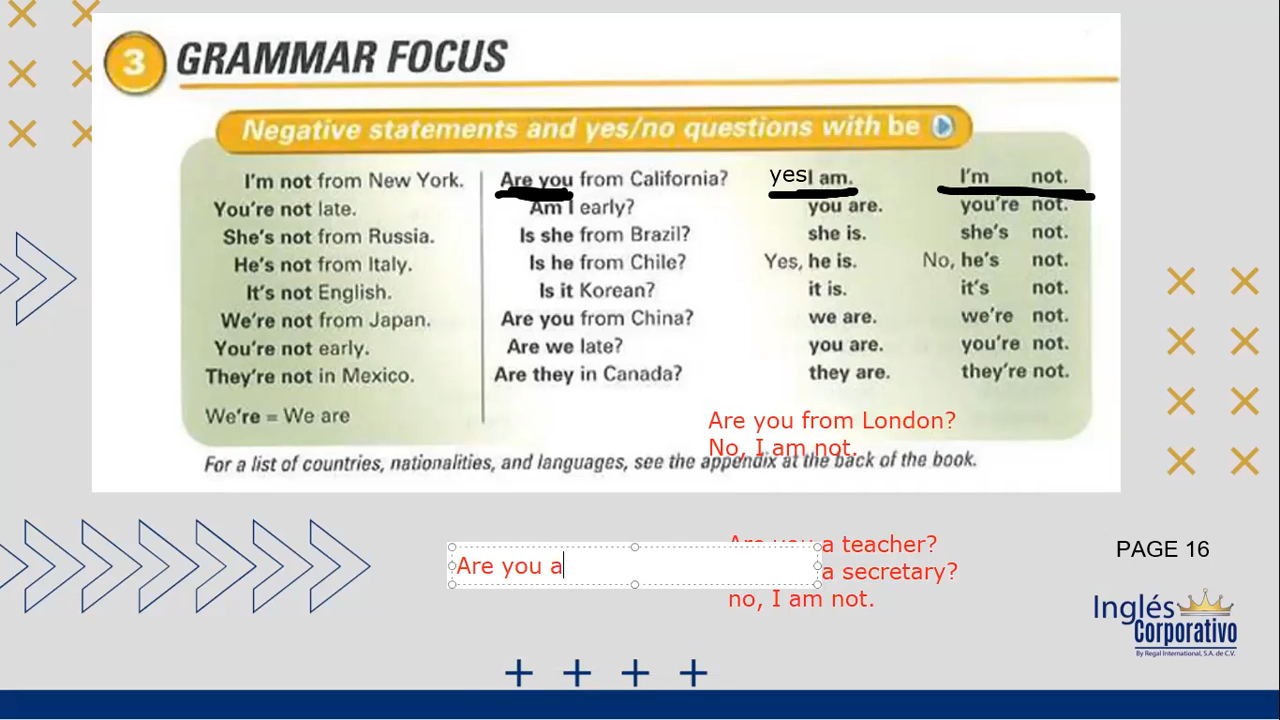 3 GRAMMAR FOCUS
Negative statements and yes/no questions with be
I'm not from New York.
You're not late.
She's not from Russia.
He's not from Italy.
It's not English.
We're not from Japan.
You're not early.
They're not in Mexico.
We're = We are
Are you from California?
Am I early?
Is she from Brazil?
Is he from Chile?
Is it Korean?
Are you from China?
Are we late?
Are they in Canada?
yes I am.
you are.
she is.
Yes, he is.
it is.
we are.
you are.
they are.
I'm not.
you're not.
she's not.
No, he's not.
it's not.
we're not.
you're not.
they're not.
Are you from London?
No, I am not.
For a list of countries, nationalities, and languages, see the appendix at the back of the book.
Are you a teacher?
a secretary?
no, I am not.
Are you a
PAGE 16
Inglés
Corporativo
By Regal International, S.A. de C.V.